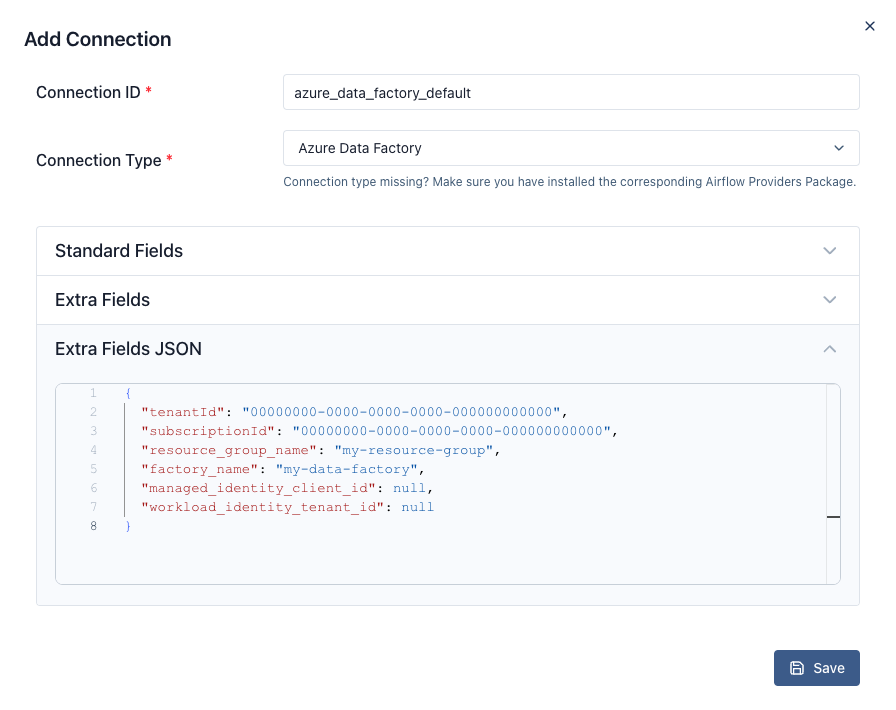 Add Connection
Connection ID *
azure_data_factory_default
Connection Type *
Azure Data Factory
Connection type missing? Make sure you have installed the corresponding Airflow Providers Package.
Standard Fields
Extra Fields
Extra Fields JSON
1 {
2 "tenantId": "00000000-0000-0000-0000-000000000000",
3 "subscriptionId": "00000000-0000-0000-0000-000000000000",
4 "resource_group_name": "my-resource-group",
5 "factory_name": "my-data-factory",
6 "managed_identity_client_id": null,
7 "workload_identity_tenant_id": null
8 }
Save